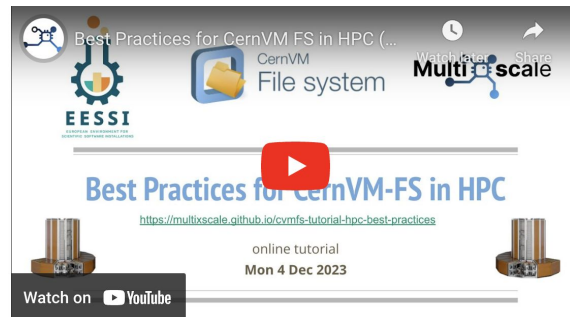 Best Practices for CernVM FS in HPC (...
Watch later
Share
CernVM
File system
MultiXscale
EESSI
EUROPEAN ENVIRONMENT FOR
SCIENTIFIC SOFTWARE INSTALLATIONS
Best Practices for CernVM-FS in HPC
https://multixscale.github.io/cvmfs-tutorial-hpc-best-practices
online tutorial
Mon 4 Dec 2023
Watch on YouTube